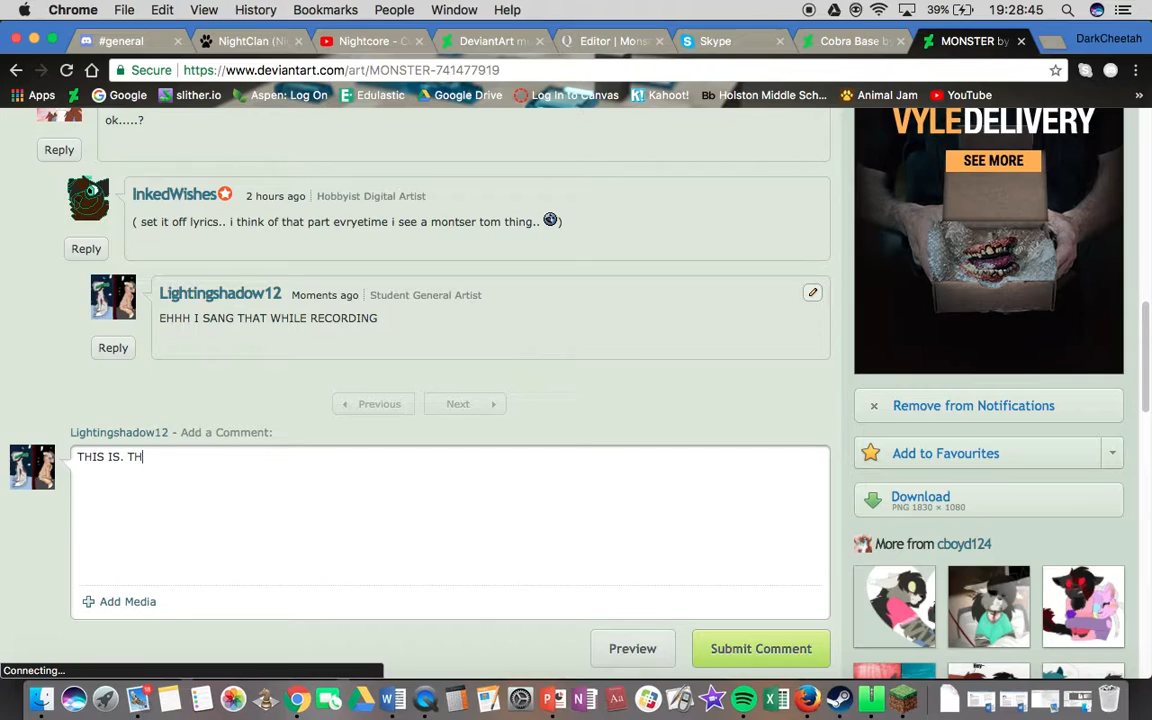 Chrome File Edit View History Bookmarks People Window Help 39% 19:28:45
#general NightClan (Ni Nightcore - C DeviantArt m Editor | Mons Skype Cobra Base by MONSTER by DarkCheetah
Secure https://www.deviantart.com/art/MONSTER-741477919
Apps Google slither.io Aspen: Log On Edulastic Google Drive Log In to Canvas Kahoot! Bb Holston Middle Sch... Animal Jam YouTube »
ok.....?
Reply
InkedWishes 2 hours ago Hobbyist Digital Artist
( set it off lyrics.. i think of that part evryetime i see a montser tom thing.. )
Reply
Lightingshadow12 Moments ago Student General Artist
EHHH I SANG THAT WHILE RECORDING
Reply
Previous Next
Lightingshadow12 - Add a Comment:
THIS IS. TH
Add Media
Preview Submit Comment
Connecting...
VYLEDELIVERY
SEE MORE
Remove from Notifications
Add to Favourites
Download
PNG 1830 × 1080
More from cboyd124